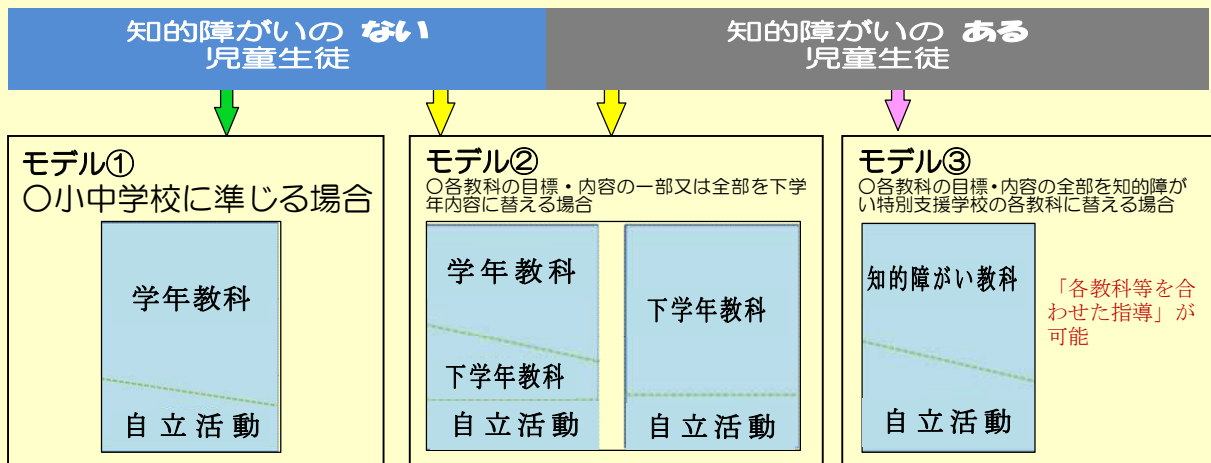 知的障がいの ない
児童生徒
知的障がいの ある
児童生徒
モデル①
○小中学校に準じる場合
学年教科
自立活動
モデル②
○各教科の目標・内容の一部又は全部を下学
年内容に替える場合
学年教科
下学年教科
自立活動
下学年教科
自立活動
モデル③
○各教科の目標・内容の全部を知的障が
い特別支援学校の各教科に替える場合
知的障がい教科
自立活動
「各教科等を合
わせた指導」が
可能